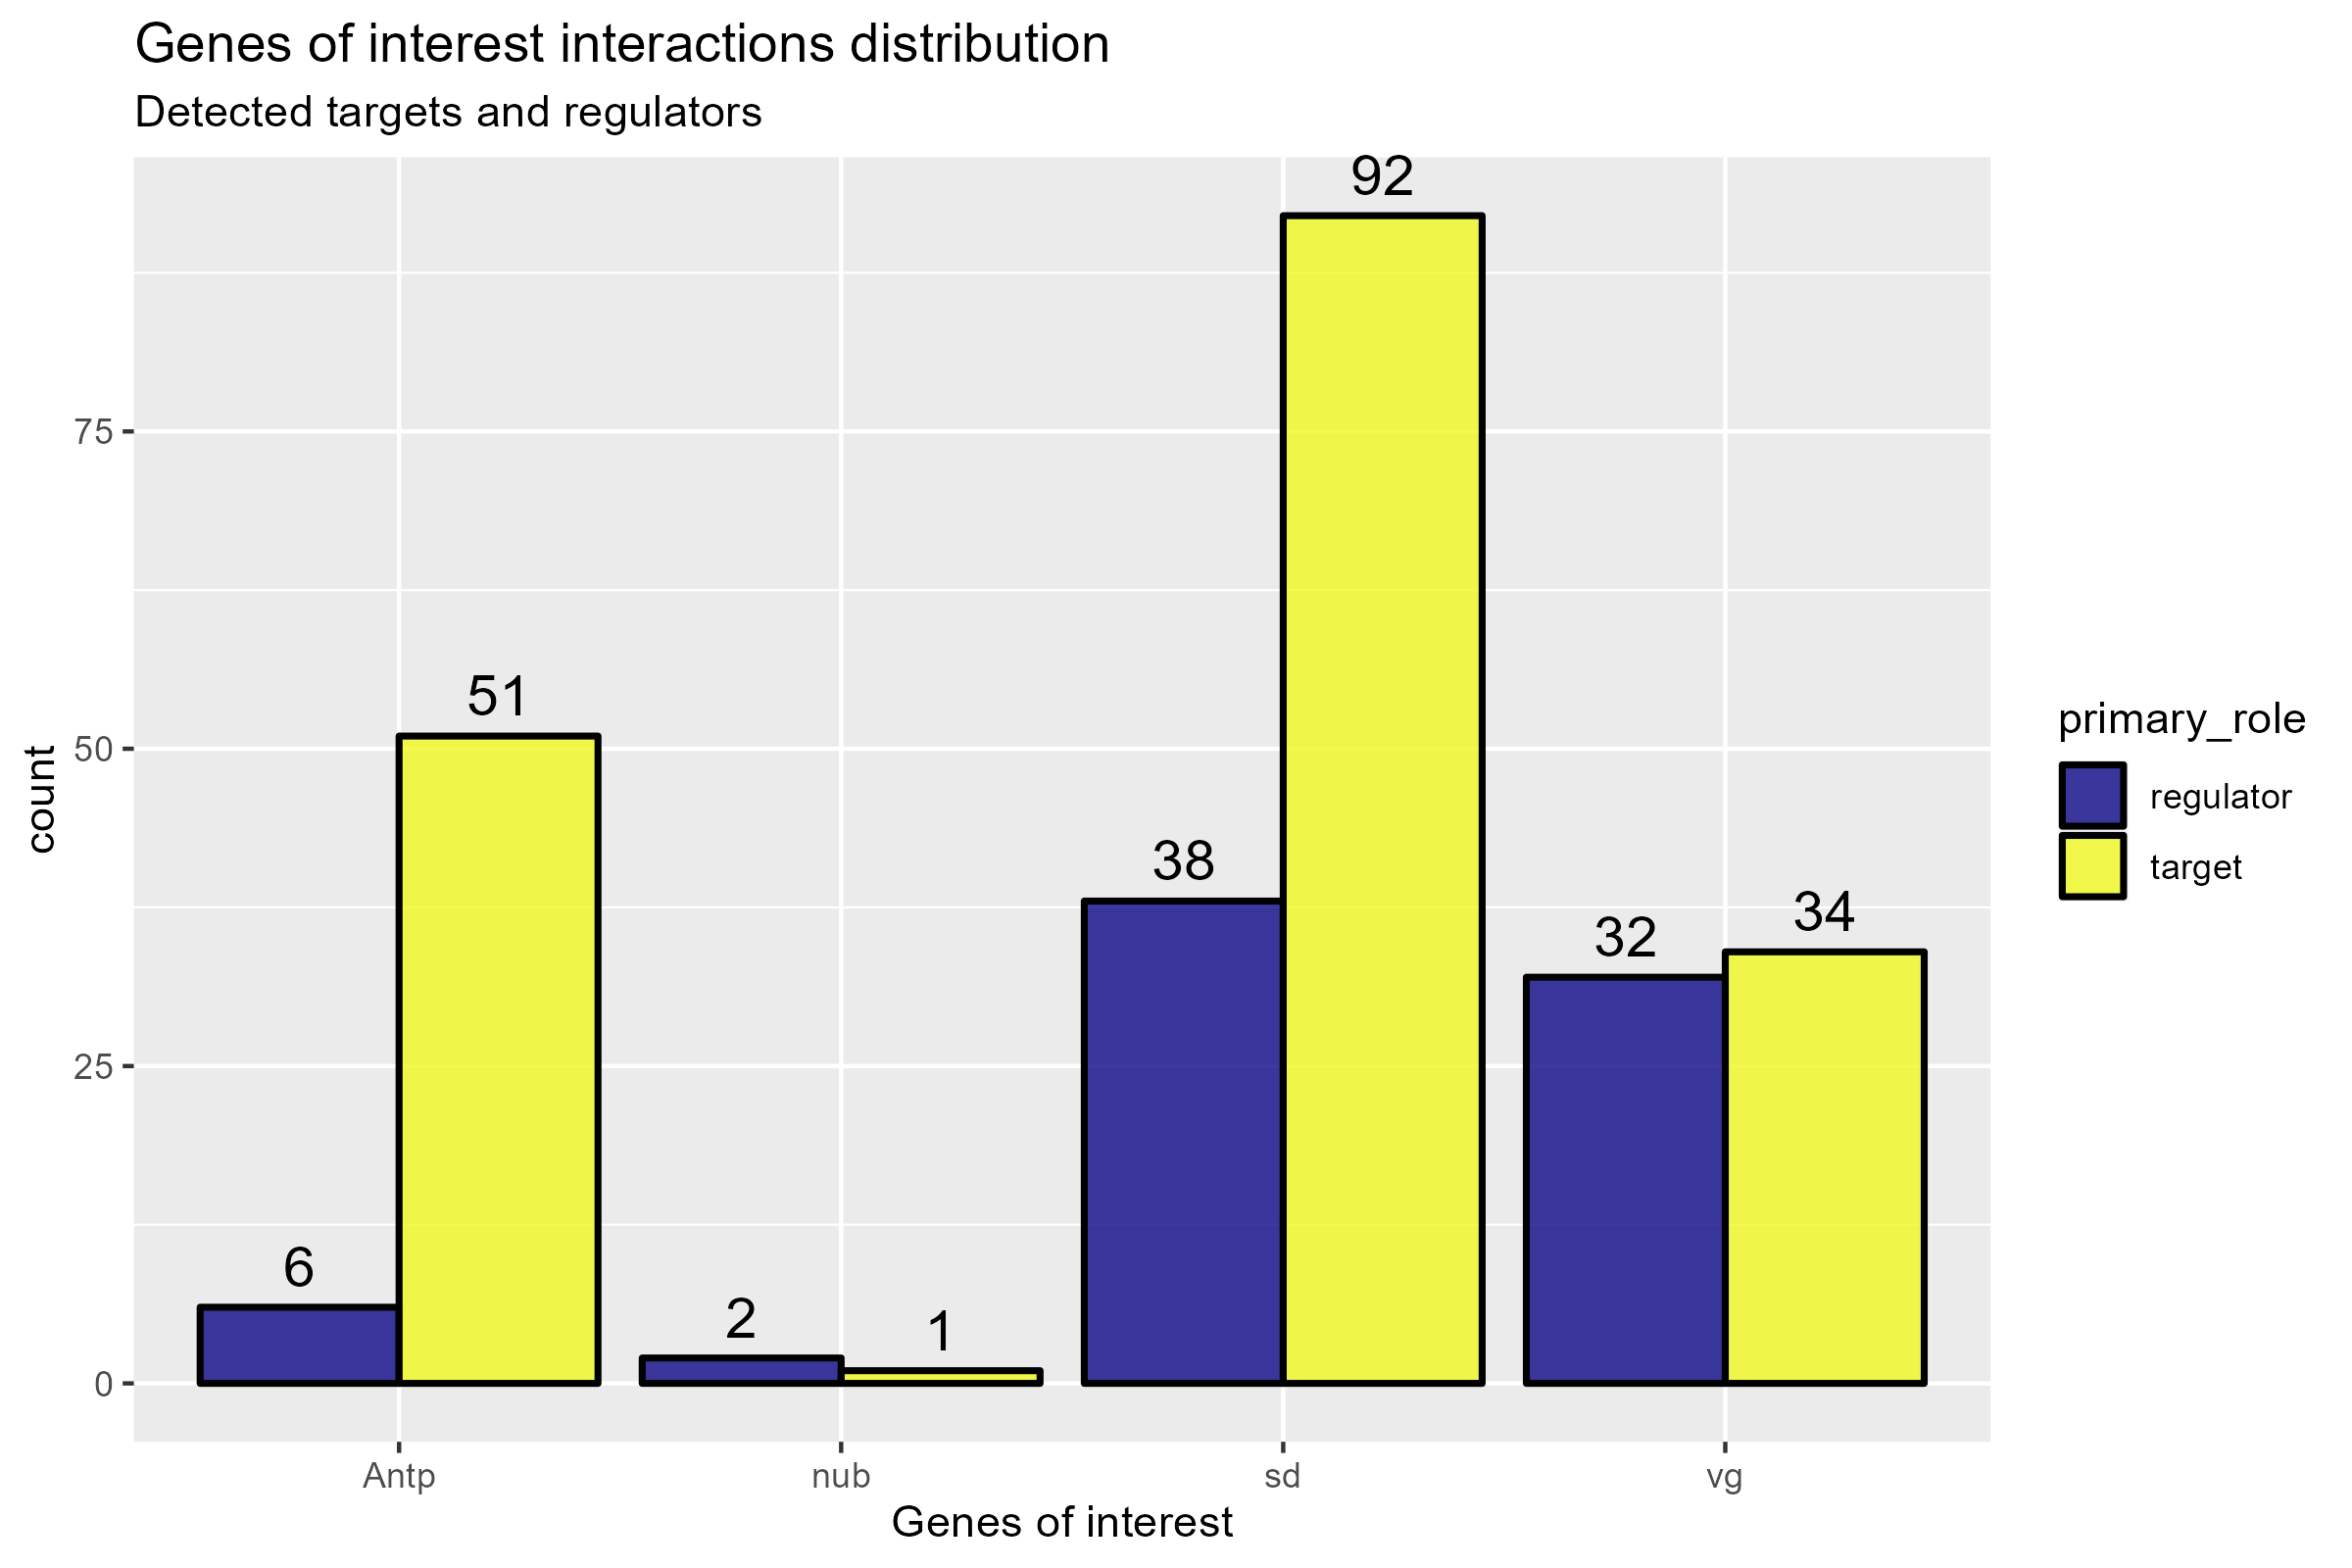 Genes of interest interactions distribution
Detected targets and regulators
92
75
51
50
38
34
32
25
6
2
1
0
count
Antp nub sd vg
Genes of interest
primary_role
regulator
target